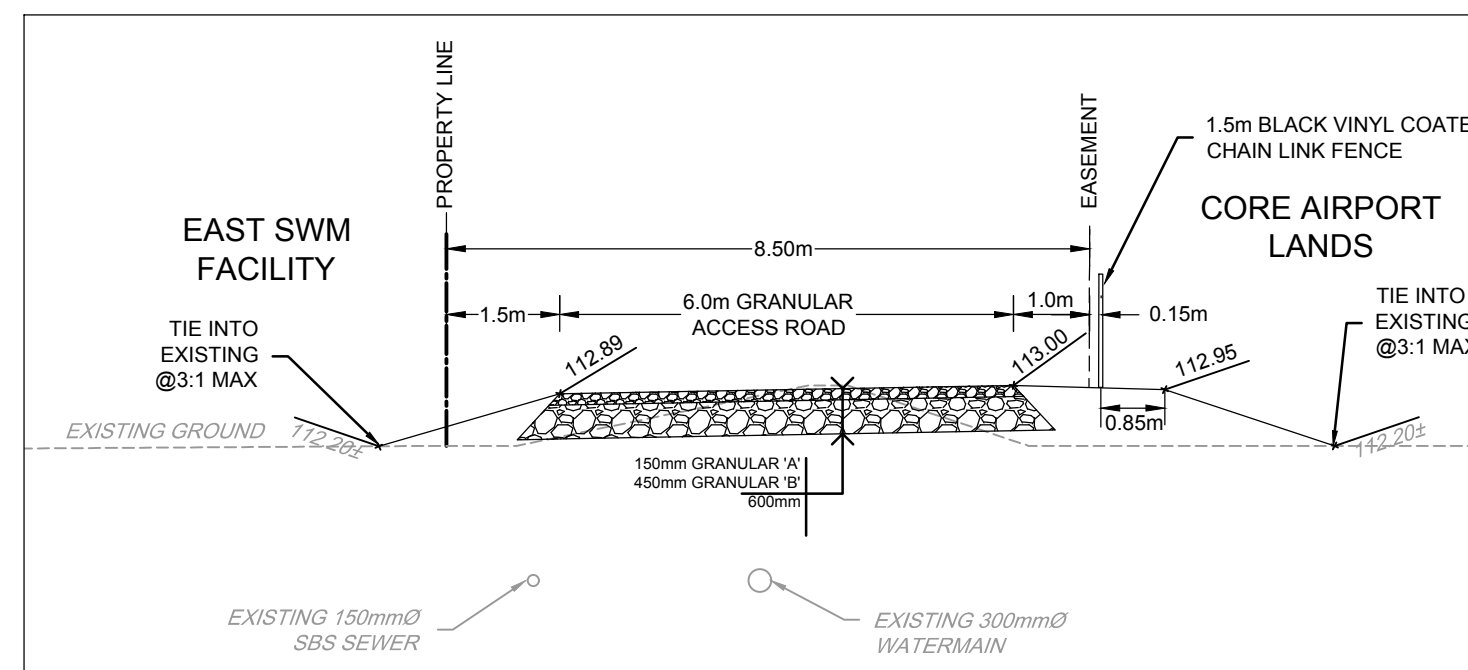 PROPERTY LINE
EASEMENT
1.5m BLACK VINYL COATE
CHAIN LINK FENCE
EAST SWM
FACILITY
CORE AIRPORT
LANDS
8.50m
1.5m
6.0m GRANULAR
ACCESS ROAD
1.0m
0.15m
TIE INTO
EXISTING
@3:1 MAX
TIE INTO
EXISTING
@3:1 MAX
112.89
113.00
112.95
0.85m
EXISTING GROUND
112.20±
112.20±
150mm GRANULAR 'A'
450mm GRANULAR 'B'
600mm
EXISTING 150mmØ
SBS SEWER
EXISTING 300mmØ
WATERMAIN